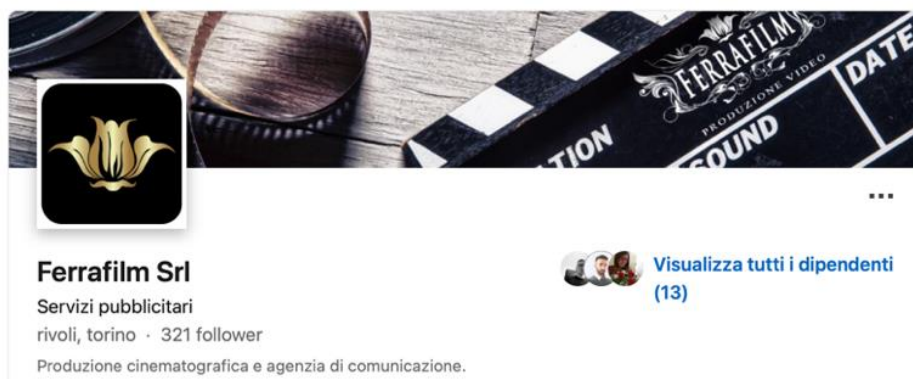 FERRAFILM
PRODUZIONE VIDEO
DATE
SOUND
TION
Ferrafilm Srl
Servizi pubblicitari
rivoli, torino · 321 follower
Produzione cinematografica e agenzia di comunicazione.
Visualizza tutti i dipendenti
(13)